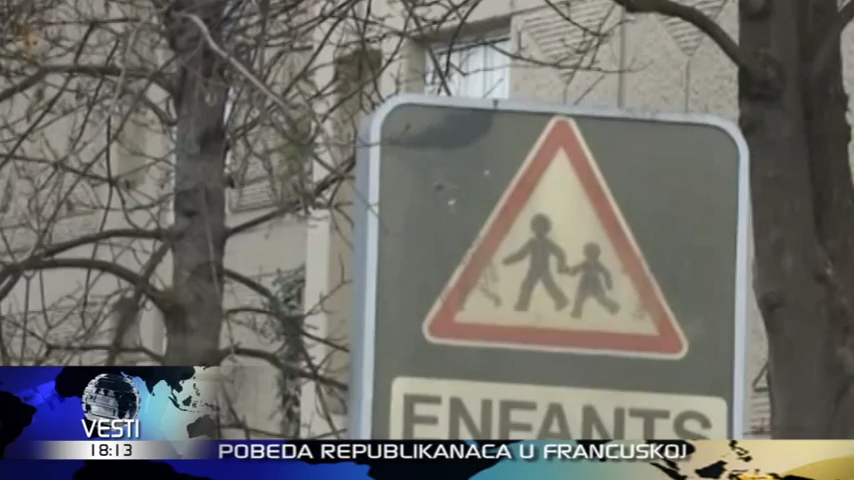 ENFANTS
VESTI
18:13
POBEDA REPUBLIKANACA U FRANCUSKOJ